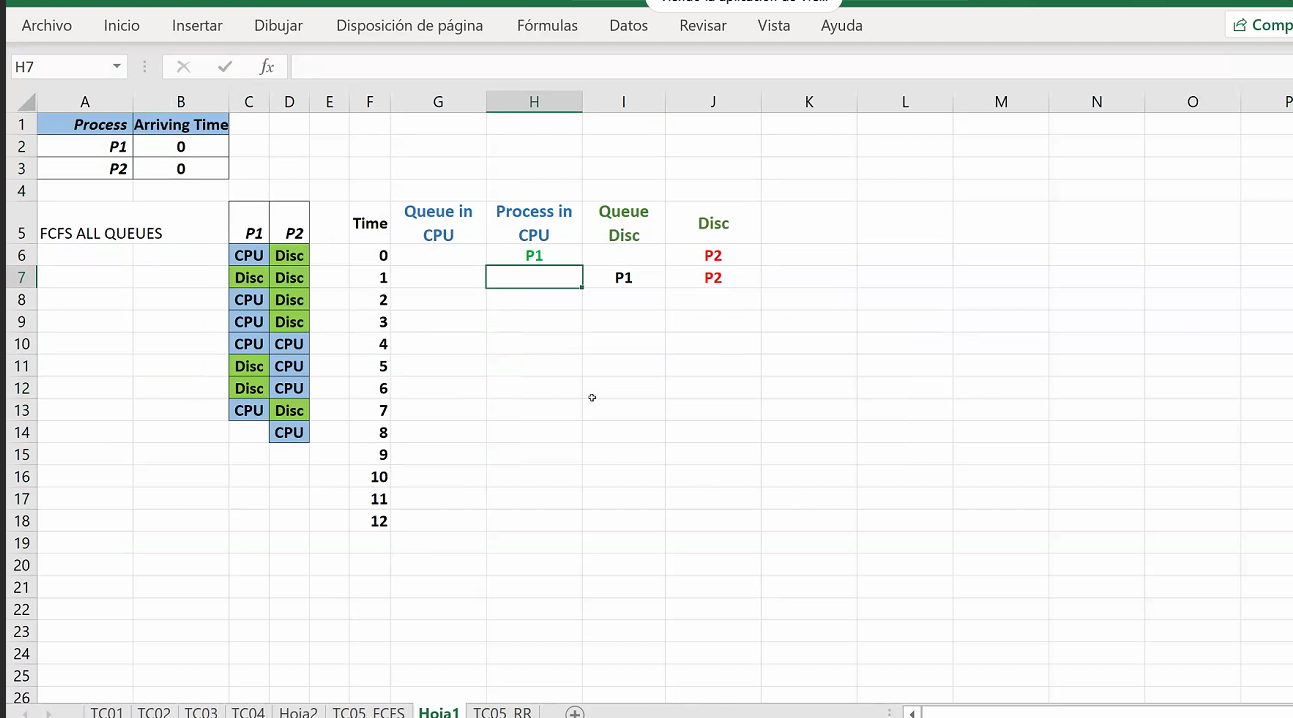 Archivo Inicio Insertar Dibujar Disposición de página Fórmulas Datos Revisar Vista Ayuda
H7 fx
A B C D E F G H I J K L M N O P
1 Process Arriving Time
2 P1 0
3 P2 0
4
5 FCFS ALL QUEUES P1 P2 Time Queue in CPU Process in CPU Queue Disc Disc
6 CPU Disc 0 P1 P2
7 Disc Disc 1 P1 P2
8 CPU Disc 2
9 CPU Disc 3
10 CPU CPU 4
11 Disc CPU 5
12 Disc CPU 6
13 CPU Disc 7
14 CPU 8
15 9
16 10
17 11
18 12
19
20
21
22
23
24
25
26
TC01 TC02 TC03 TC04 Hoja2 TC05_FCFS Hoja1 TC05_RR